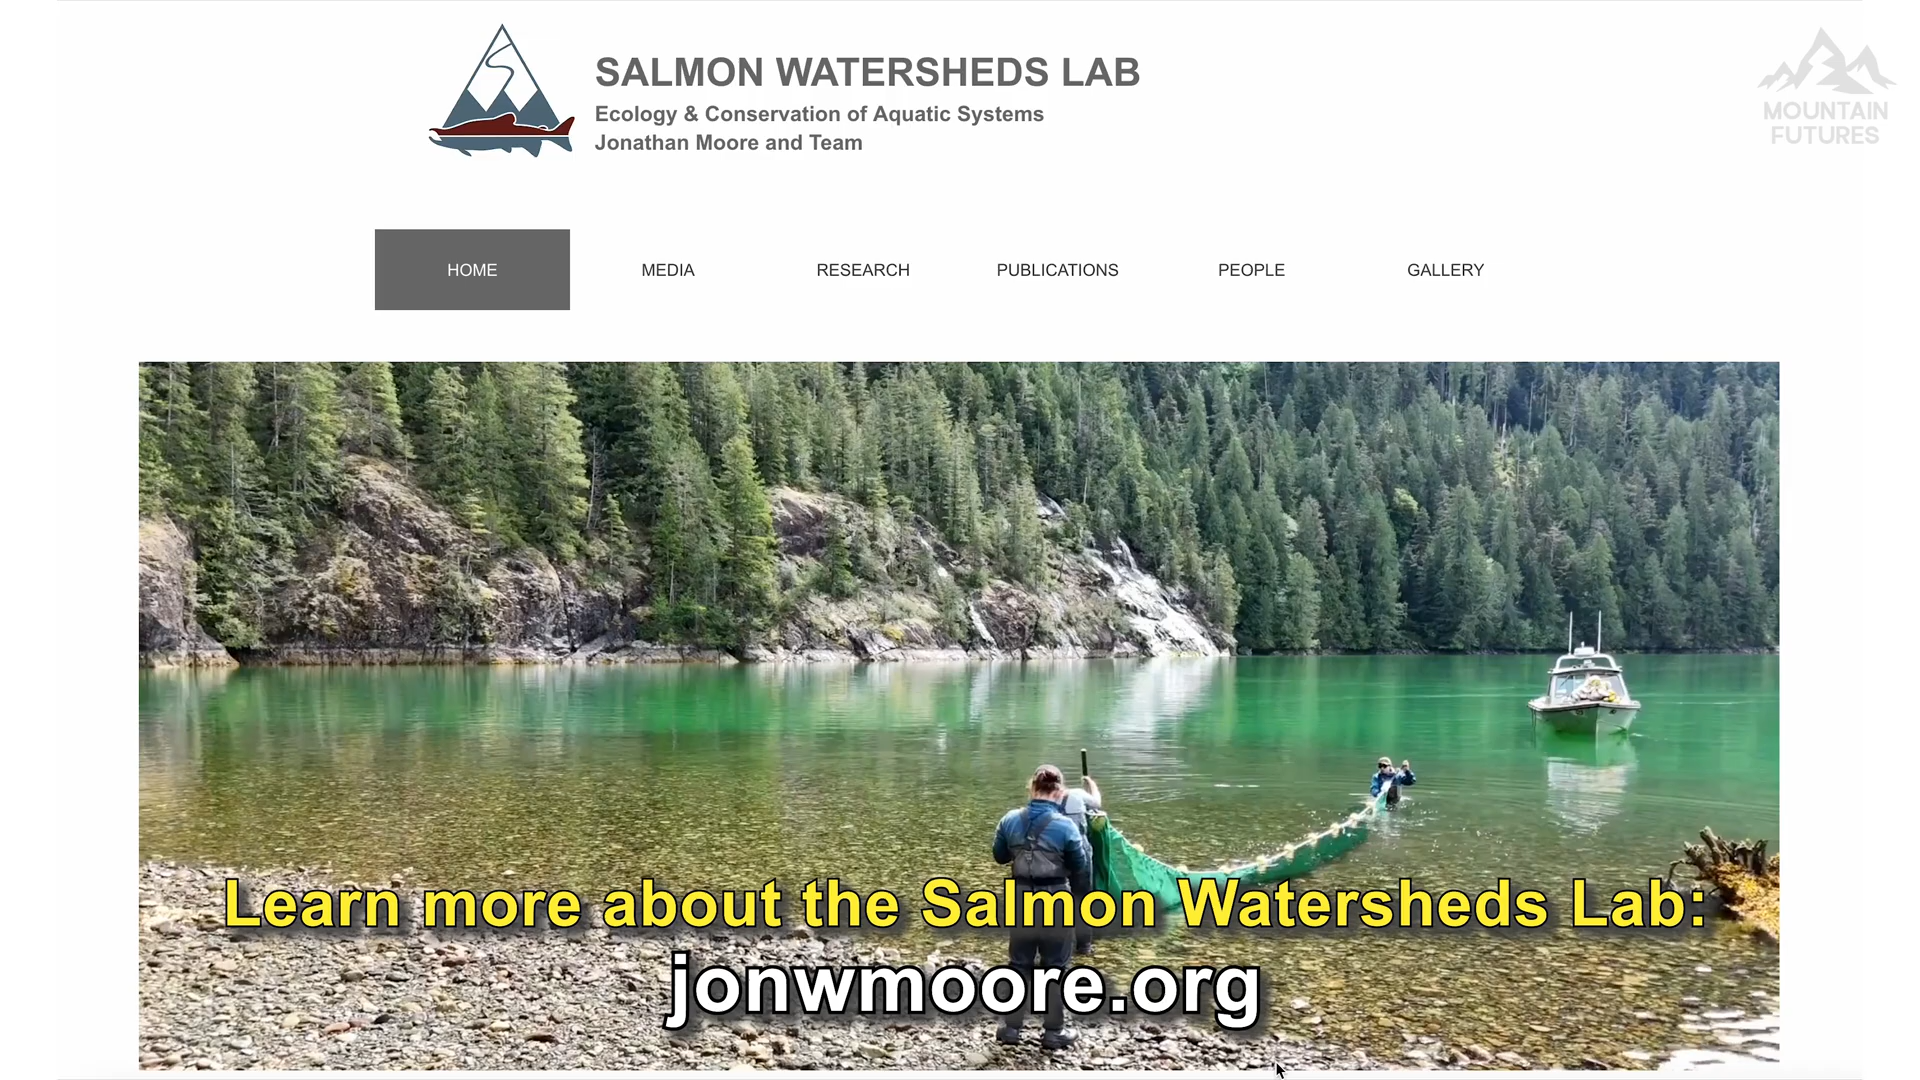 SALMON WATERSHEDS LAB
Ecology & Conservation of Aquatic Systems
Jonathan Moore and Team
MOUNTAIN
FUTURES
HOME MEDIA RESEARCH PUBLICATIONS PEOPLE GALLERY
Learn more about the Salmon Watersheds Lab:
jonwmoore.org